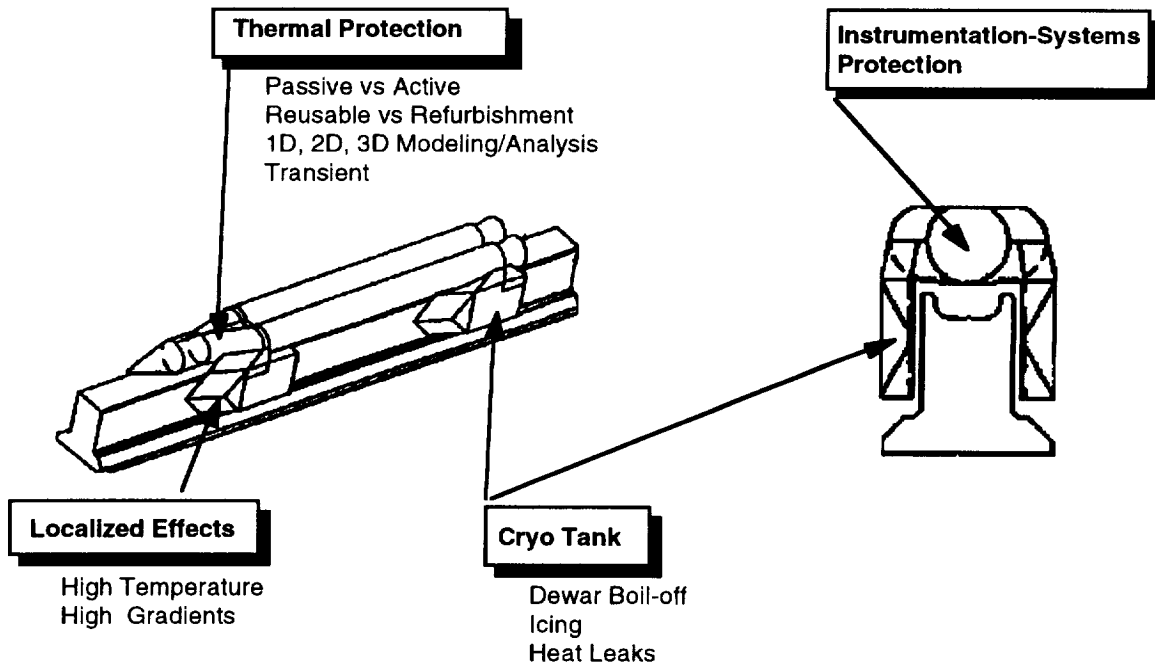 Thermal Protection
Passive vs Active
Reusable vs Refurbishment
1D, 2D, 3D Modeling/Analysis
Transient
Instrumentation-Systems
Protection
Localized Effects
High Temperature
High Gradients
Cryo Tank
Dewar Boil-off
Icing
Heat Leaks